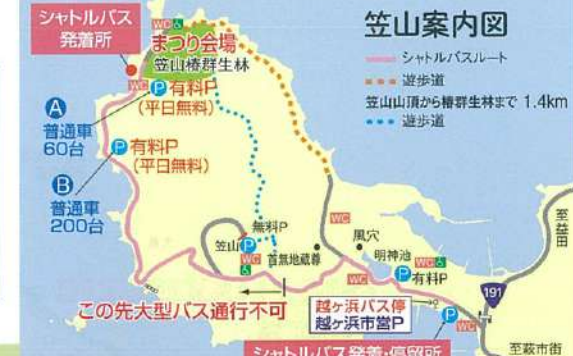 シャトルバス
発着所
WC
まつり会場
笠山椿群生林
WC
P 有料P
(平日無料)
A
普通車
60台
P 有料P
(平日無料)
B
普通車
200台
笠山案内図
シャトルバスルート
遊歩道
笠山山頂から椿群生林まで 1.4km
遊歩道
無料P
笠山 P
WC
首無地蔵尊
WC
風穴
明神池
WC
P 有料P
WC
この先大型バス通行不可
越ヶ浜バス停
越ヶ浜市営P
P
WC
191
至益田
至萩市街
シャトルバス発着・停留所